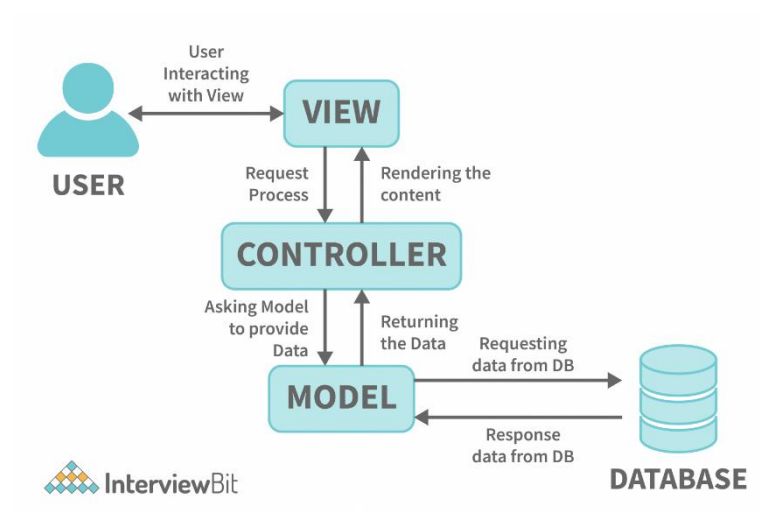 User
Interacting
with View
VIEW
USER
Request
Process
Rendering the
content
CONTROLLER
Asking Model
to provide
Data
Returning
the Data
Requesting
data from DB
MODEL
Response
data from DB
DATABASE
InterviewBit